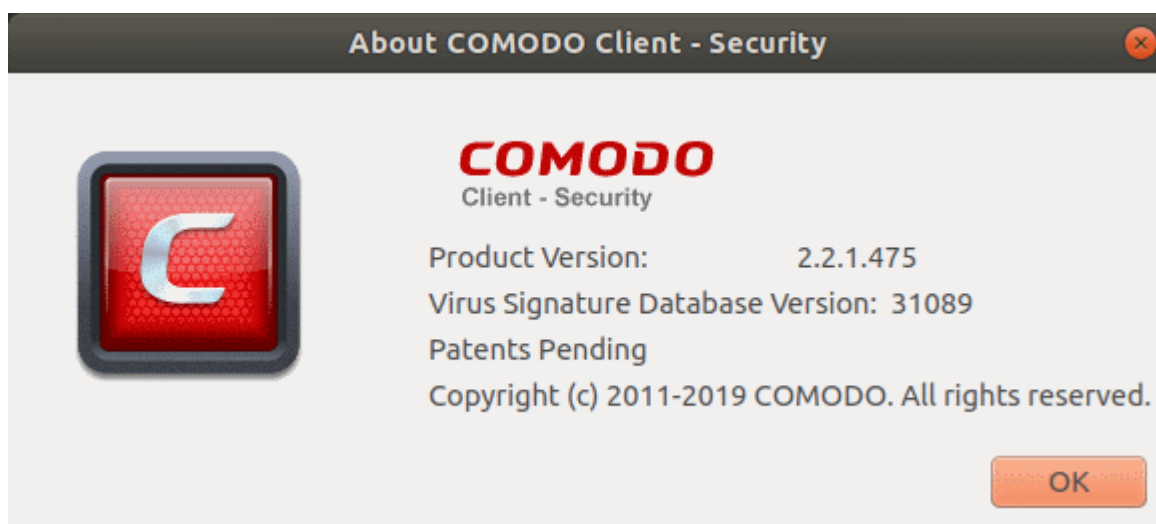 About COMODO Client - Security
COMODO
Client - Security
Product Version: 2.2.1.475
Virus Signature Database Version: 31089
Patents Pending
Copyright (c) 2011-2019 COMODO. All rights reserved.
OK